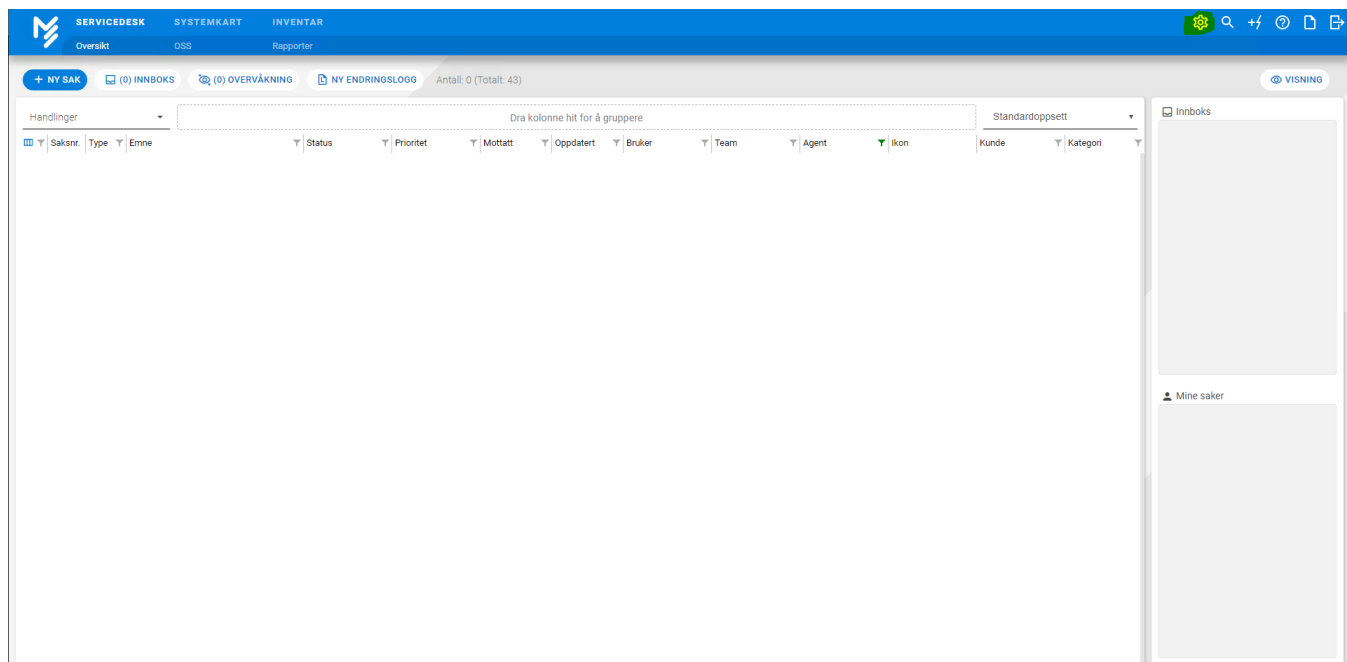 SERVICEDESK SYSTEMKART INVENTAR
Oversikt OSS Rapporter
+ NY SAK (0) INNBOKS (0) OVERVÅKNING NY ENDRINGSLOGG Antall: 0 (Totalt: 43) VISNING
Handlinger Dra kolonne hit for å gruppere Standardoppsett
Saksnr. Type Emne Status Prioritet Mottatt Oppdatert Bruker Team Agent Ikon Kunde Kategori
Innboks
Mine saker